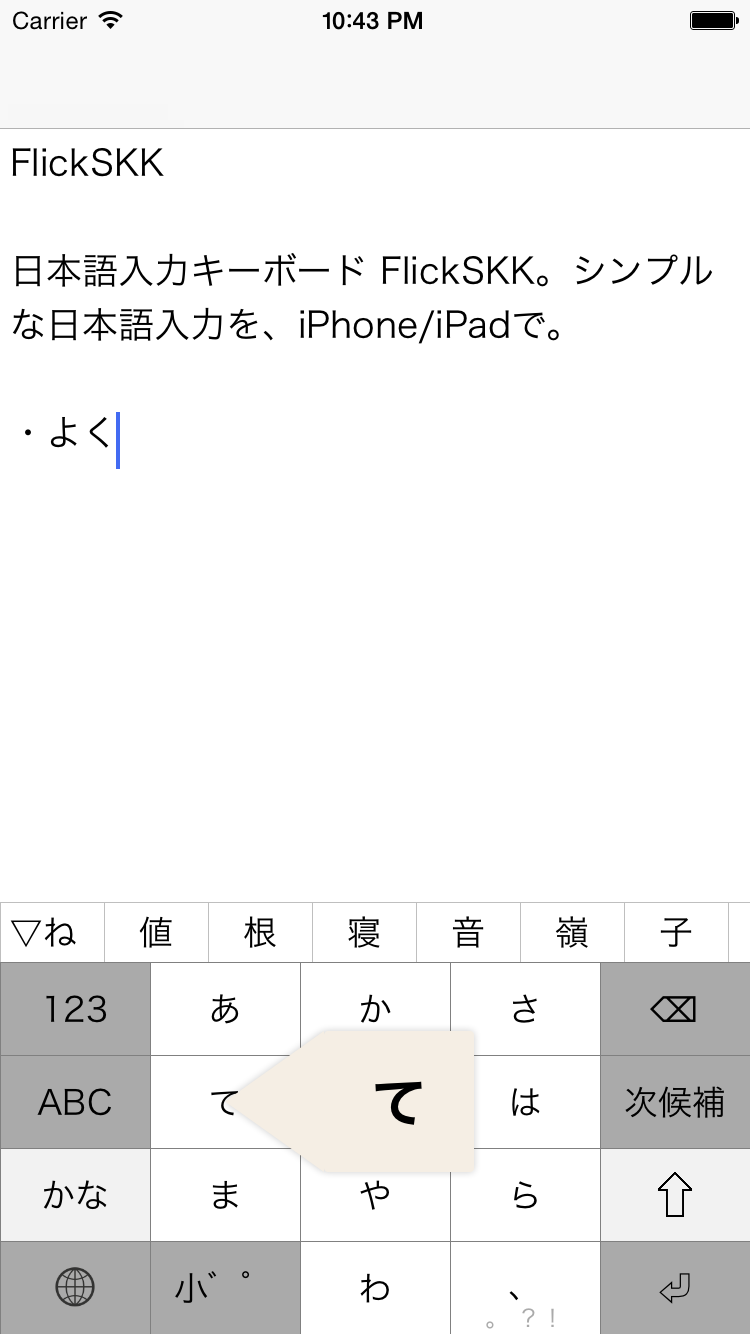 Carrier 10:43 PM
FlickSKK
日本語入力キーボード FlickSKK。シンプル
な日本語入力を、iPhone/iPadで。
・よく
▽ね 値 根 寝 音 嶺 子
123 あ か さ
ABC て て は 次候補
かな ま や ら
小゛゜ わ 、
。?!